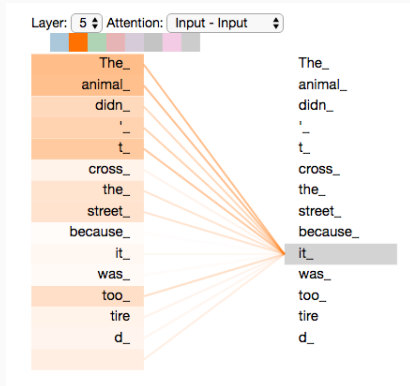 Layer: 5 Attention: Input - Input
The_ The_
animal_ animal_
didn_ didn_
'_ '_
t_ t_
cross_ cross_
the_ the_
street_ street_
because_ because_
it_ it_
was_ was_
too_ too_
tire tire
d_ d_